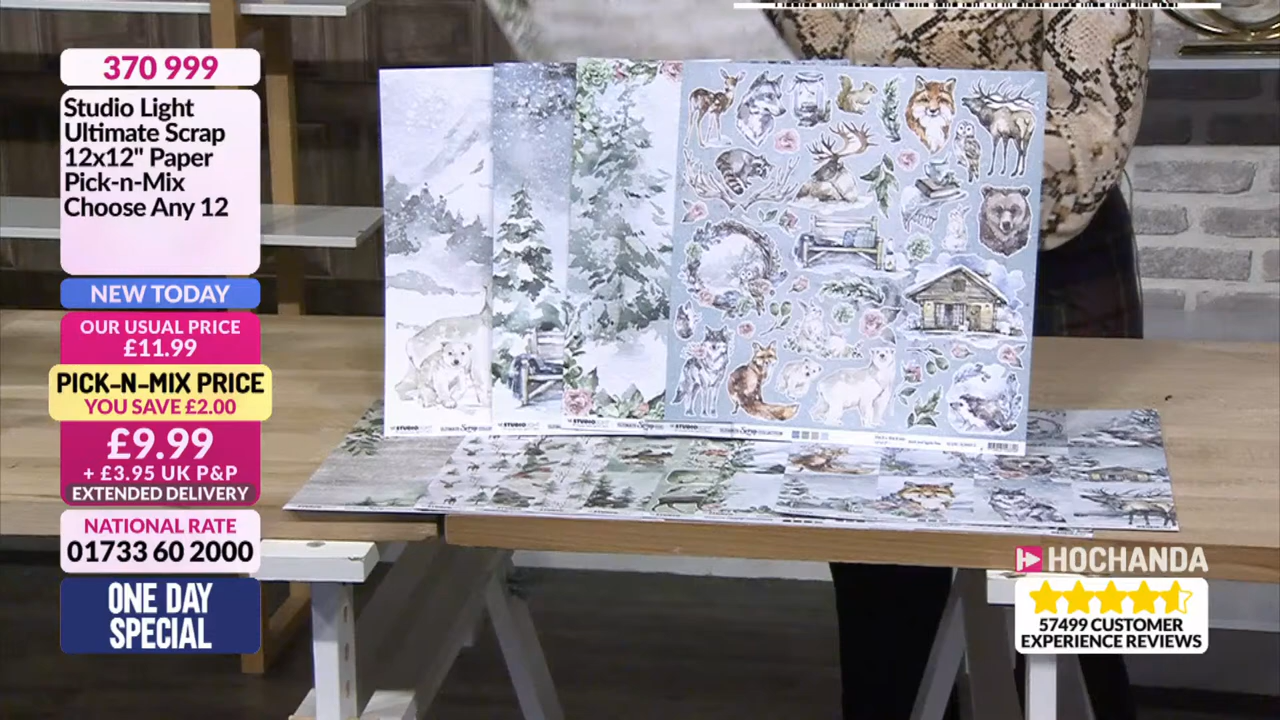 370 999
Studio Light
Ultimate Scrap
12x12" Paper
Pick-n-Mix
Choose Any 12
NEW TODAY
OUR USUAL PRICE
£11.99
PICK-N-MIX PRICE
YOU SAVE £2.00
£9.99
+ £3.95 UK P&P
EXTENDED DELIVERY
NATIONAL RATE
01733 60 2000
ONE DAY
SPECIAL
HOCHANDA
57499 CUSTOMER
EXPERIENCE REVIEWS